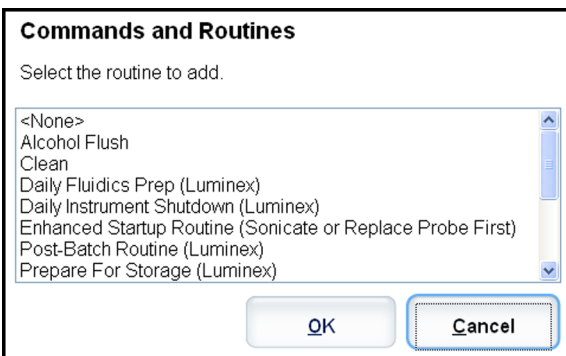 Commands and Routines
Select the routine to add.
<None>
Alcohol Flush
Clean
Daily Fluidics Prep (Luminex)
Daily Instrument Shutdown (Luminex)
Enhanced Startup Routine (Sonicate or Replace Probe First)
Post-Batch Routine (Luminex)
Prepare For Storage (Luminex)
OK
Cancel